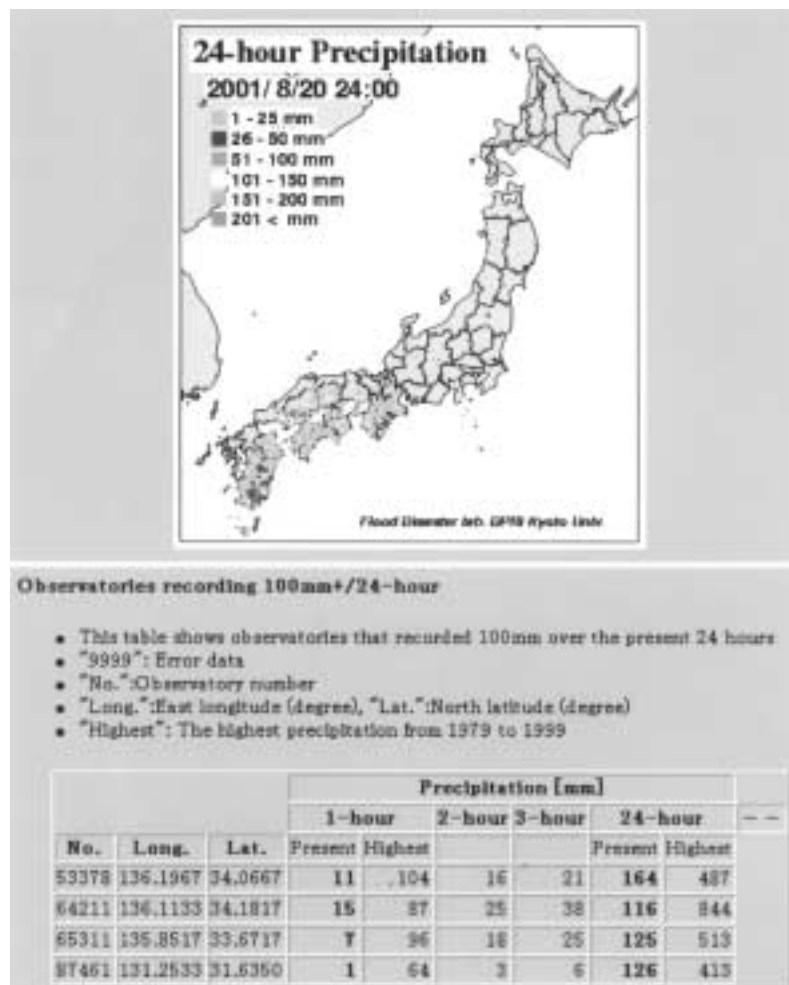 24-hour Precipitation
2001/ 8/20 24:00
1 - 25 mm
26 - 50 mm
51 - 100 mm
101 - 150 mm
151 - 200 mm
201 < mm
Flood Disaster lab. DPRI Kyoto Univ.
Observatories recording 100mm+/24-hour
• This table shows observatories that recorded 100mm over the present 24 hours
• "9999": Error data
• "No.":Observatory number
• "Long.":East longitude (degree), "Lat.":North latitude (degree)
• "Highest": The highest precipitation from 1979 to 1999
Precipitation [mm]
1-hour 2-hour 3-hour 24-hour --
No. Long. Lat. Present Highest Present Highest
53378 136.1967 34.0667 11 104 16 21 164 487
64211 136.1133 34.1817 15 87 25 38 116 844
65311 135.8517 33.6717 7 96 18 25 125 513
87461 131.2533 31.6350 1 64 3 6 126 413